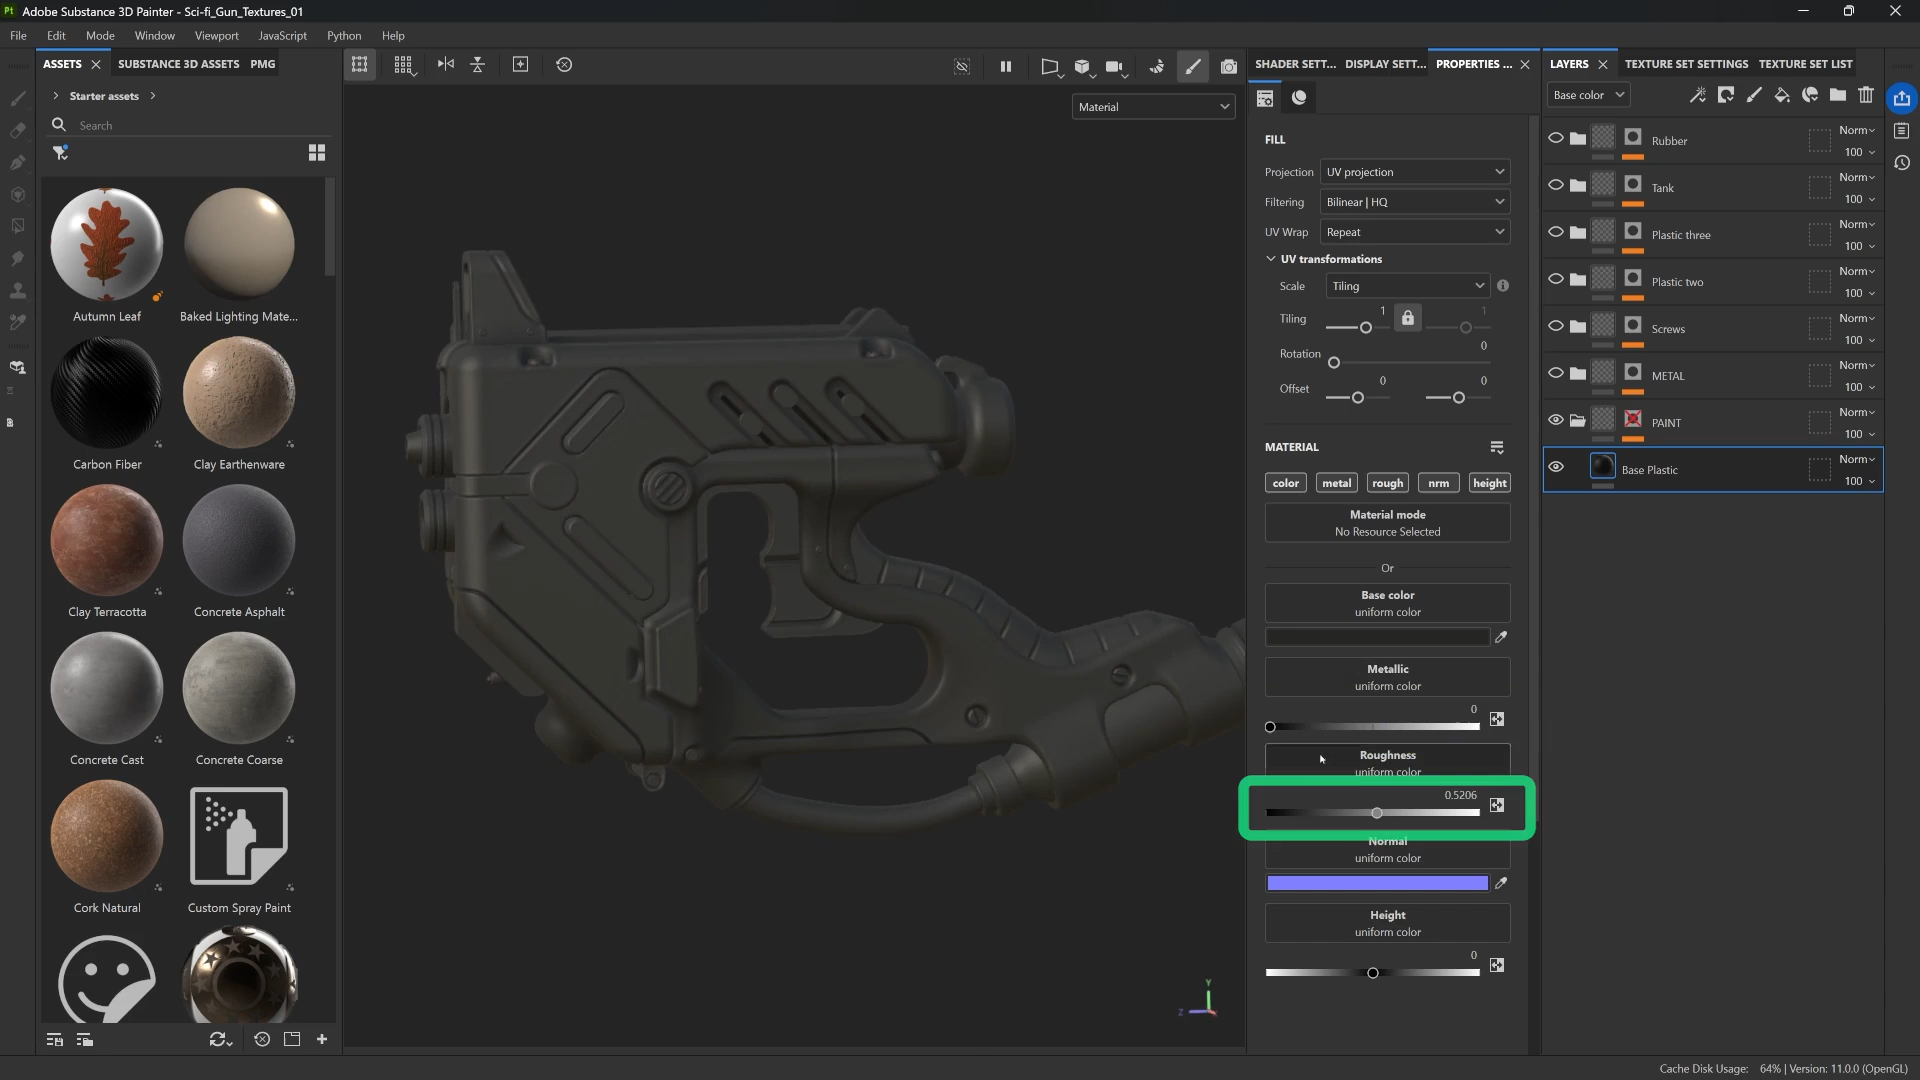 Pt Adobe Substance 3D Painter - Sci-fi_Gun_Textures_01
File Edit Mode Window Viewport JavaScript Python Help
ASSETS
SUBSTANCE 3D ASSETS
PMG
Starter assets
Search
Autumn Leaf
Baked Lighting Mate...
Carbon Fiber
Clay Earthenware
Clay Terracotta
Concrete Asphalt
Concrete Cast
Concrete Coarse
Cork Natural
Custom Spray Paint
Material
Y
Z
SHADER SETT...
DISPLAY SETT...
PROPERTIES ...
FILL
Projection UV projection
Filtering Bilinear | HQ
UV Wrap Repeat
UV transformations
Scale Tiling
Tiling 1 1
Rotation 0
Offset 0 0
MATERIAL
color metal rough nrm height
Material mode
No Resource Selected
Or
Base color
uniform color
Metallic
uniform color
0
Roughness
uniform color
0.5206
Normal
uniform color
Height
uniform color
0
LAYERS
TEXTURE SET SETTINGS
TEXTURE SET LIST
Base color
Rubber Norm 100
Tank Norm 100
Plastic three Norm 100
Plastic two Norm 100
Screws Norm 100
METAL Norm 100
PAINT Norm 100
Base Plastic Norm 100
Cache Disk Usage: 64% | Version: 11.0.0 (OpenGL)